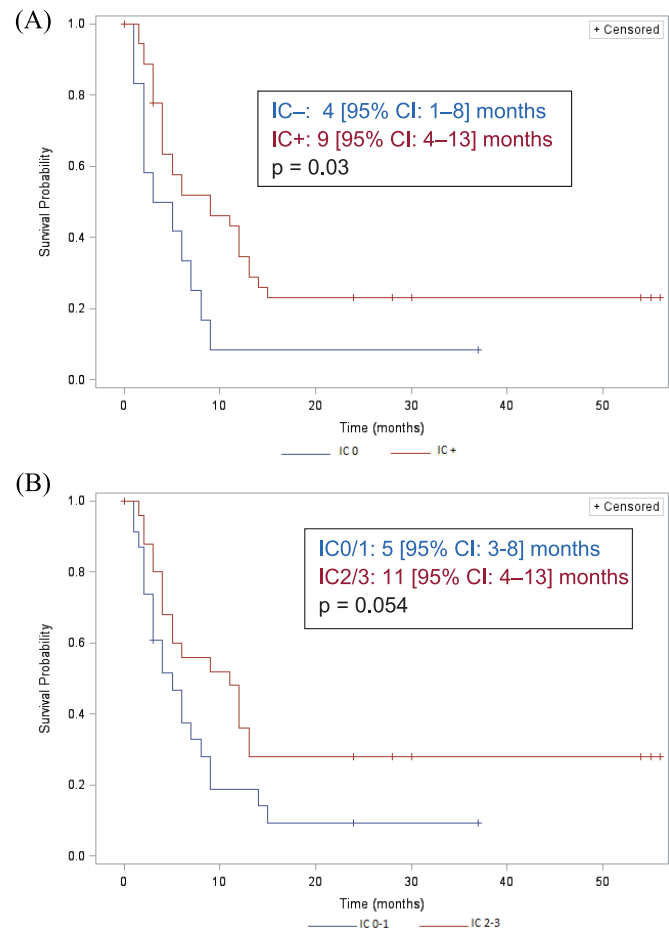 (A)
1.0
0.8
0.6
0.4
0.2
0.0
Survival Probability
+ Censored
IC–: 4 [95% CI: 1–8] months
IC+: 9 [95% CI: 4–13] months
p = 0.03
0 10 20 30 40 50
Time (months)
IC 0 IC +
(B)
1.0
0.8
0.6
0.4
0.2
0.0
Survival Probability
+ Censored
IC0/1: 5 [95% CI: 3-8] months
IC2/3: 11 [95% CI: 4–13] months
p = 0.054
0 10 20 30 40 50
Time (months)
IC 0-1 IC 2-3